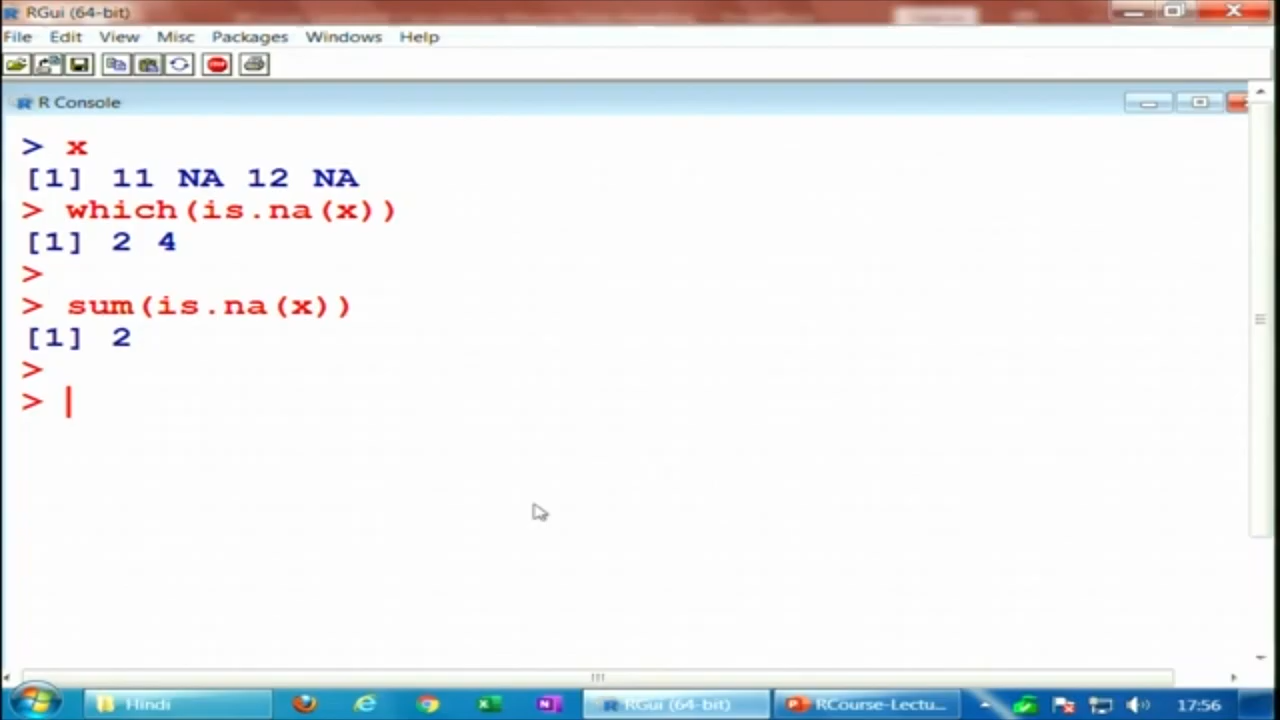 RGui (64-bit)
File Edit View Misc Packages Windows Help
R Console
> x
[1] 11 NA 12 NA
> which(is.na(x))
[1] 2 4
>
> sum(is.na(x))
[1] 2
>
>
Hindi
RGui (64-bit)
RCourse-Lectu...
17:56